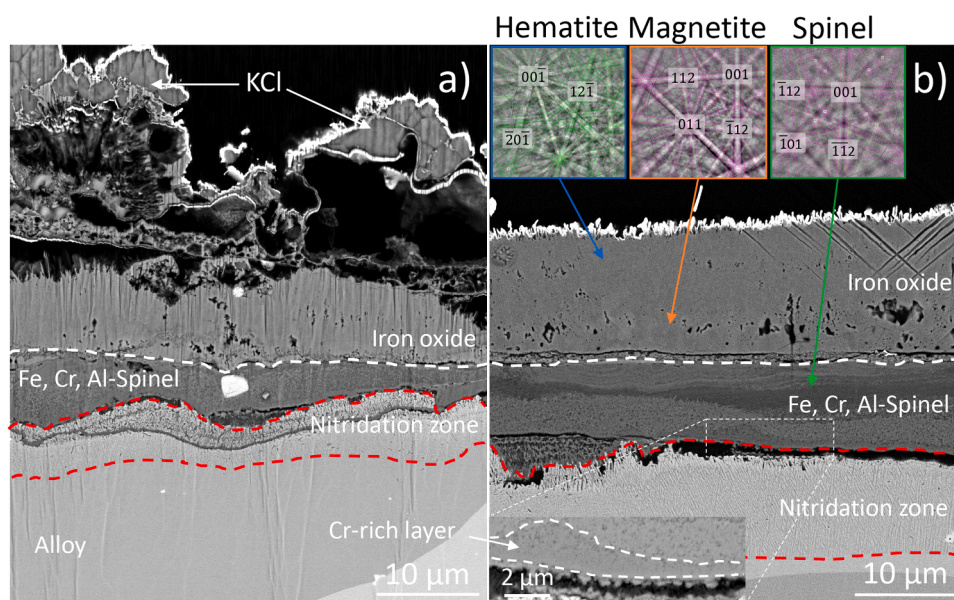 Hematite Magnetite Spinel
a)
b)
KCl
001̄ 121̄ 2̄01̄
112 001 011 1̄12
1̄12 001 1̄01 1̄1̄2
Iron oxide
Iron oxide
Fe, Cr, Al-Spinel
Fe, Cr, Al-Spinel
Nitridation zone
Nitridation zone
Cr-rich layer
Alloy
10 µm
2 µm
10 µm